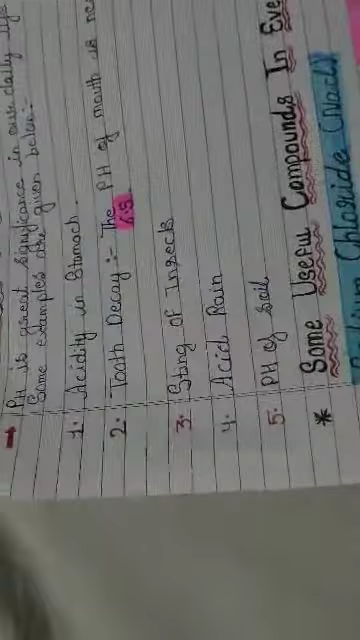 → PH is great significance in our daily life
Some examples are given below:-
1. Acidity in Stomach.
2. Tooth Decay:- The PH of mouth is
6.5
3. Stang of Insects
4. Acid Rain
5. PH of Soil
* Some Useful Compounds In Eve
Chloride (Nacl)